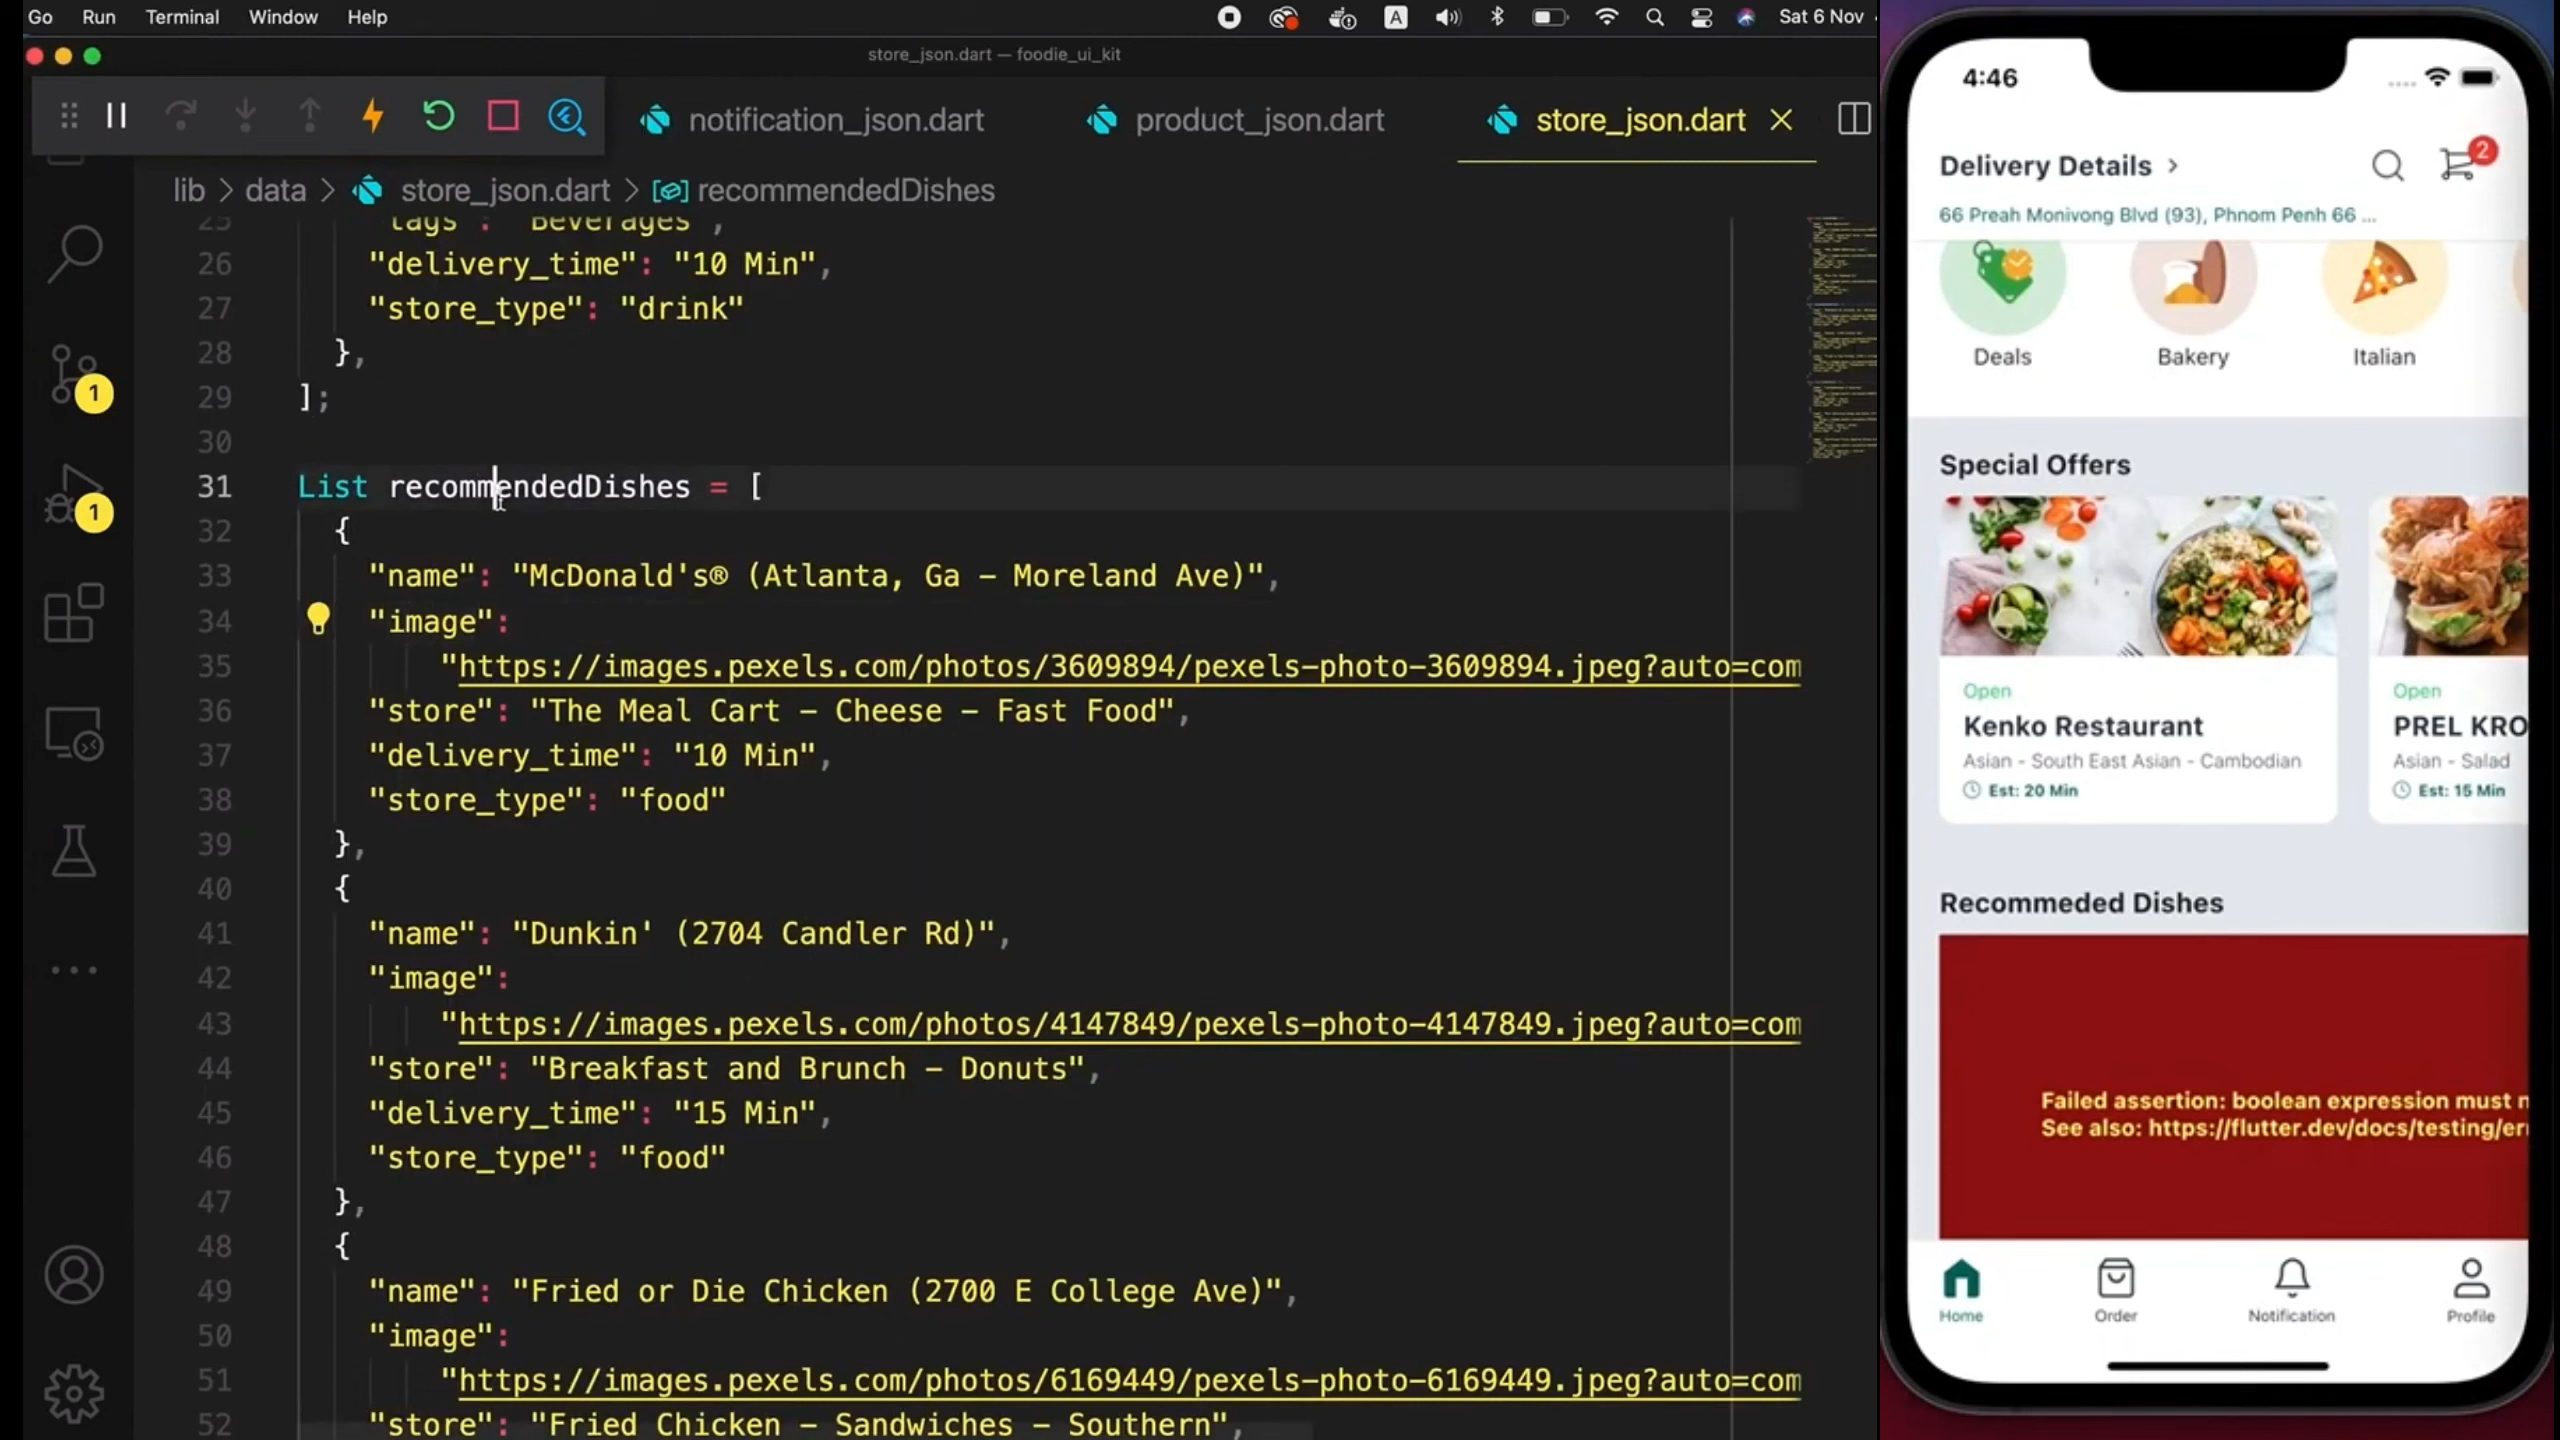 Go Run Terminal Window Help
A
Sat 6 Nov
store_json.dart — foodie_ui_kit
notification_json.dart
product_json.dart
store_json.dart
lib > data > store_json.dart > recommendedDishes
25 "tags": "Beverages",
26 "delivery_time": "10 Min",
27 "store_type": "drink"
28 },
29 ];
30
31 List recommendedDishes = [
32 {
33 "name": "McDonald's® (Atlanta, Ga – Moreland Ave)",
34 "image":
35 "https://images.pexels.com/photos/3609894/pexels-photo-3609894.jpeg?auto=com
36 "store": "The Meal Cart – Cheese – Fast Food",
37 "delivery_time": "10 Min",
38 "store_type": "food"
39 },
40 {
41 "name": "Dunkin' (2704 Candler Rd)",
42 "image":
43 "https://images.pexels.com/photos/4147849/pexels-photo-4147849.jpeg?auto=com
44 "store": "Breakfast and Brunch – Donuts",
45 "delivery_time": "15 Min",
46 "store_type": "food"
47 },
48 {
49 "name": "Fried or Die Chicken (2700 E College Ave)",
50 "image":
51 "https://images.pexels.com/photos/6169449/pexels-photo-6169449.jpeg?auto=com
52 "store": "Fried Chicken – Sandwiches – Southern",
1
1
4:46
Delivery Details >
2
66 Preah Monivong Blvd (93), Phnom Penh 66 ...
Deals
Bakery
Italian
Special Offers
Open
Kenko Restaurant
Asian - South East Asian - Cambodian
Est: 20 Min
Open
PREL KRO
Asian - Salad
Est: 15 Min
Recommeded Dishes
Failed assertion: boolean expression must n
See also: https://flutter.dev/docs/testing/er
Home
Order
Notification
Profile